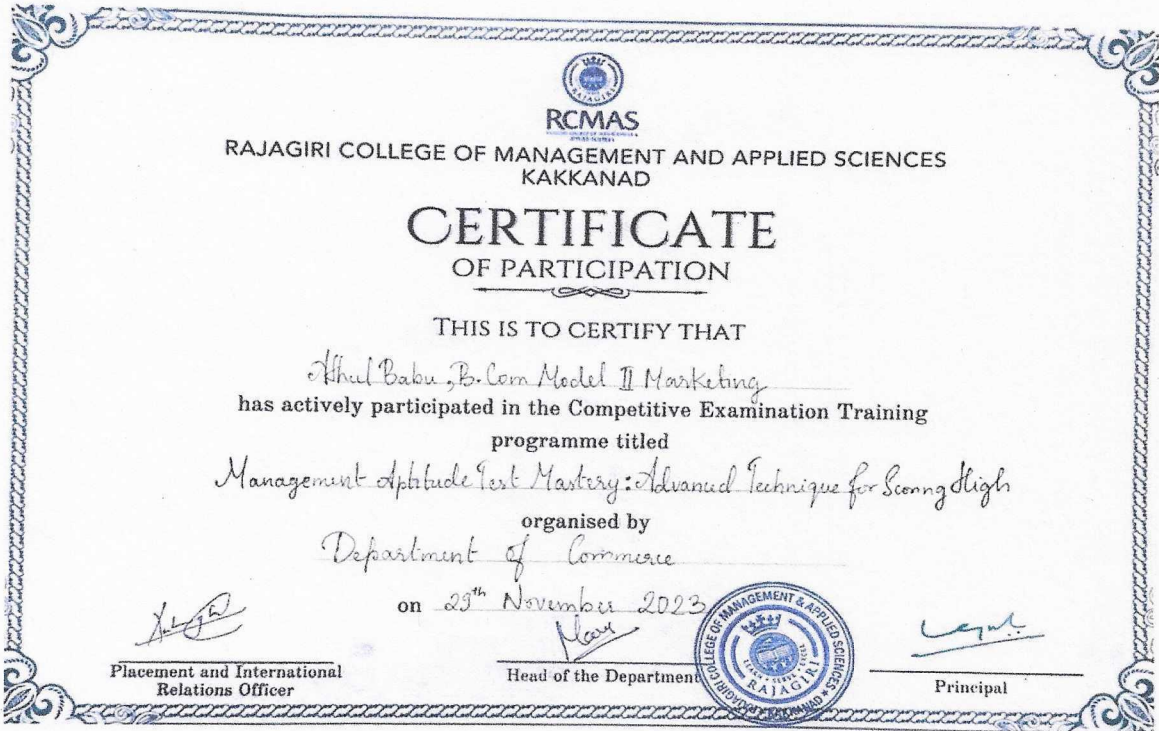 RAJAGIRI
RCMAS
RAJAGIRI COLLEGE OF MANAGEMENT AND APPLIED SCIENCES
KAKKANAD
CERTIFICATE
OF PARTICIPATION
THIS IS TO CERTIFY THAT
Athul Babu, B.Com Model II Marketing
has actively participated in the Competitive Examination Training
programme titled
Management Aptitude Test Mastery: Advanced Technique for Scoring High
organised by
Department of Commerce
on 29th November 2023
Placement and International
Relations Officer
Head of the Department
RAJAGIRI COLLEGE OF MANAGEMENT & APPLIED SCIENCES
RAJAGIRI
Principal